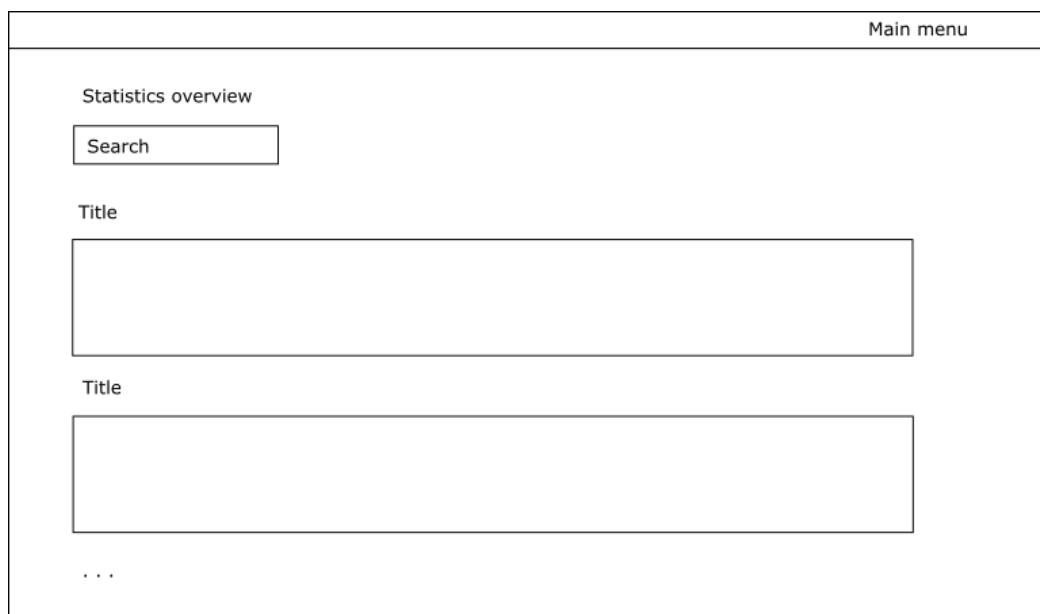 Main menu
Statistics overview
Search
Title
Title
. . .